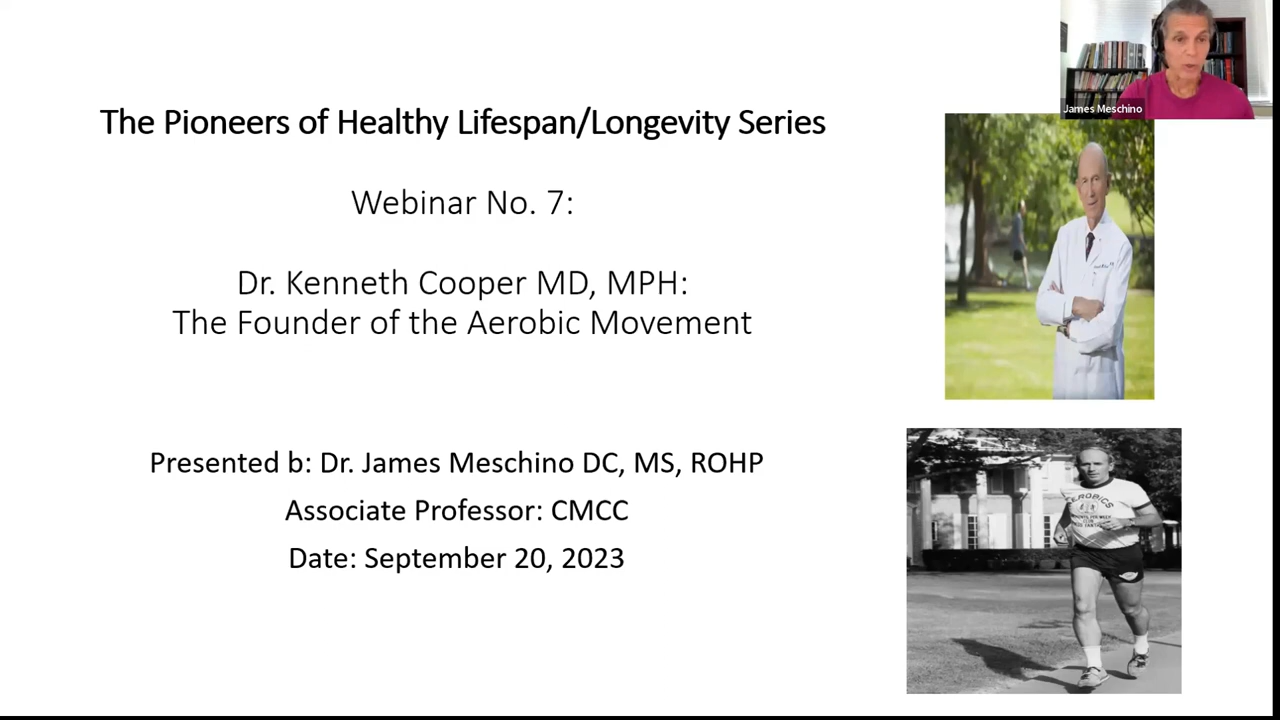 James Meschino
The Pioneers of Healthy Lifespan/Longevity Series
Webinar No. 7:
Dr. Kenneth Cooper MD, MPH:
The Founder of the Aerobic Movement
Presented b: Dr. James Meschino DC, MS, ROHP
Associate Professor: CMCC
Date: September 20, 2023
AEROBICS